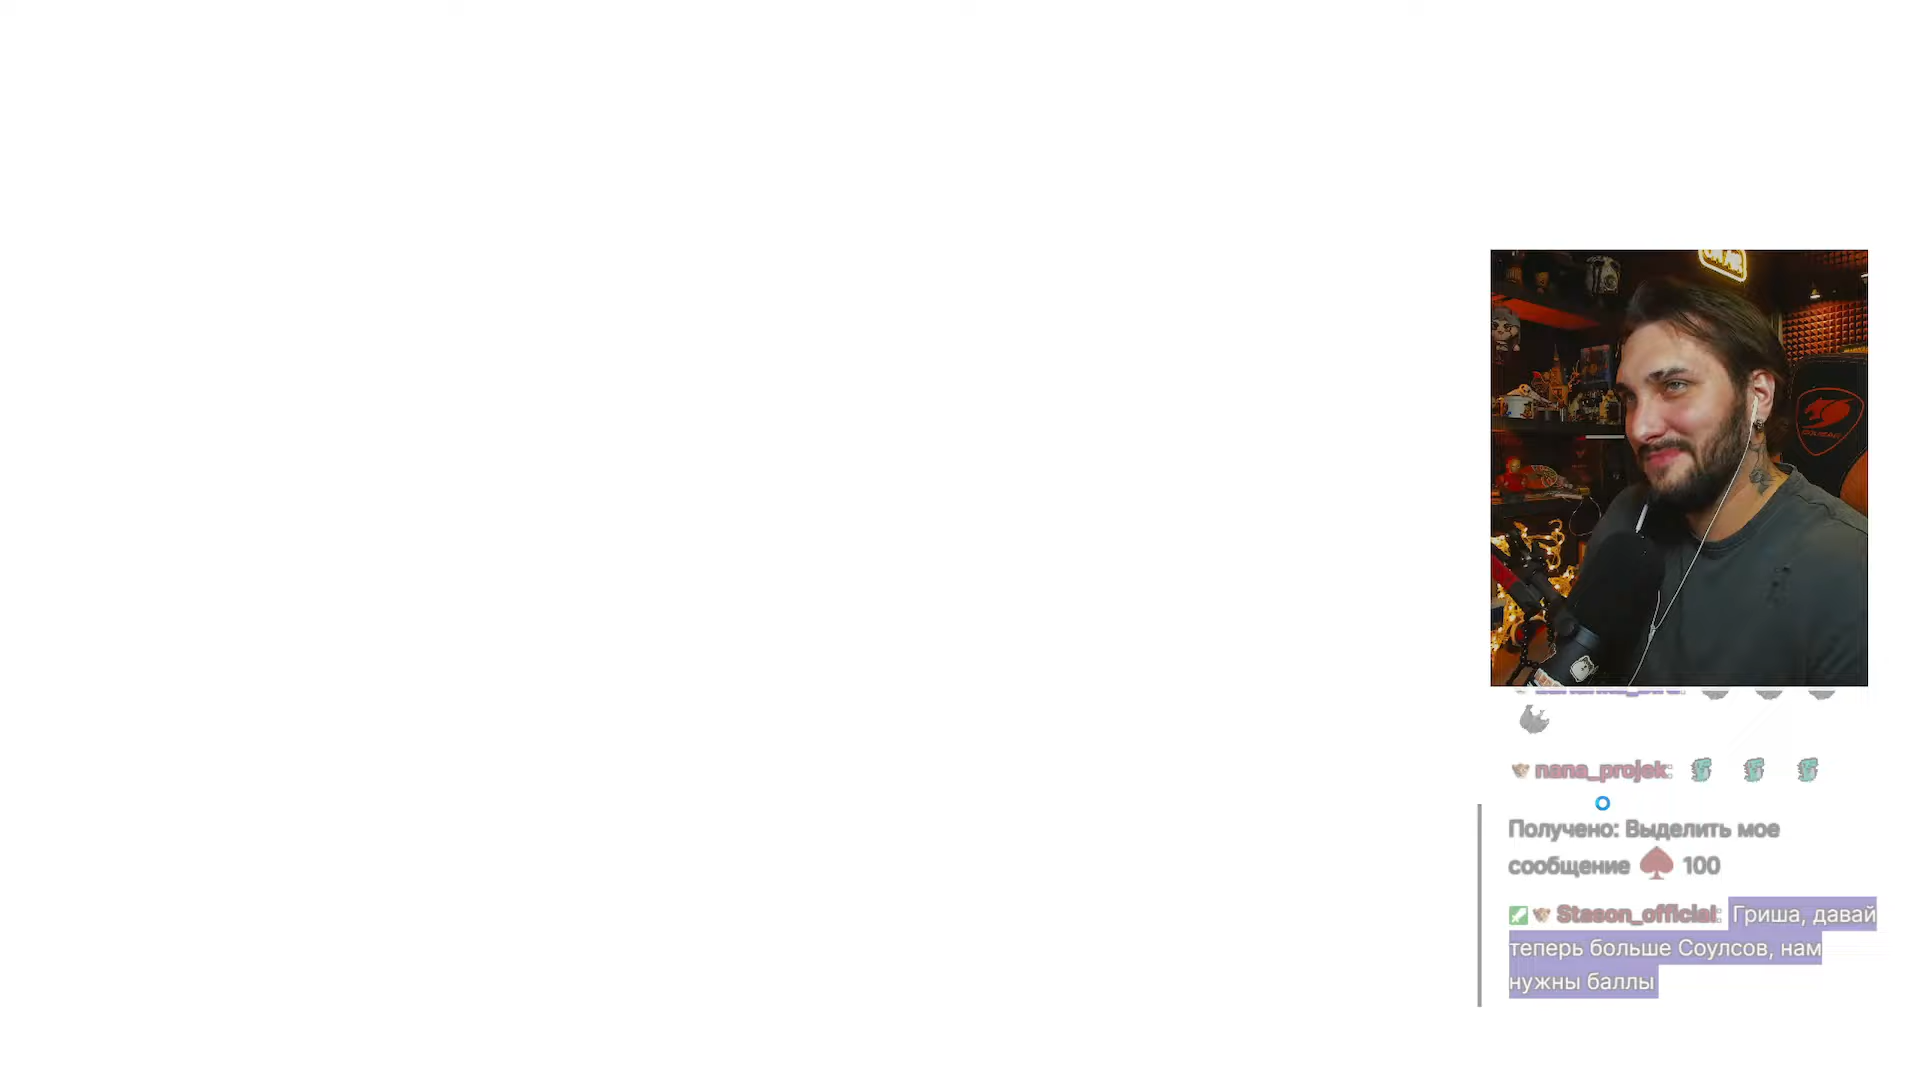 nana_projek:
Получено: Выделить мое
сообщение 100
Stason_official: Гриша, давай
теперь больше Соулсов, нам
нужны баллы